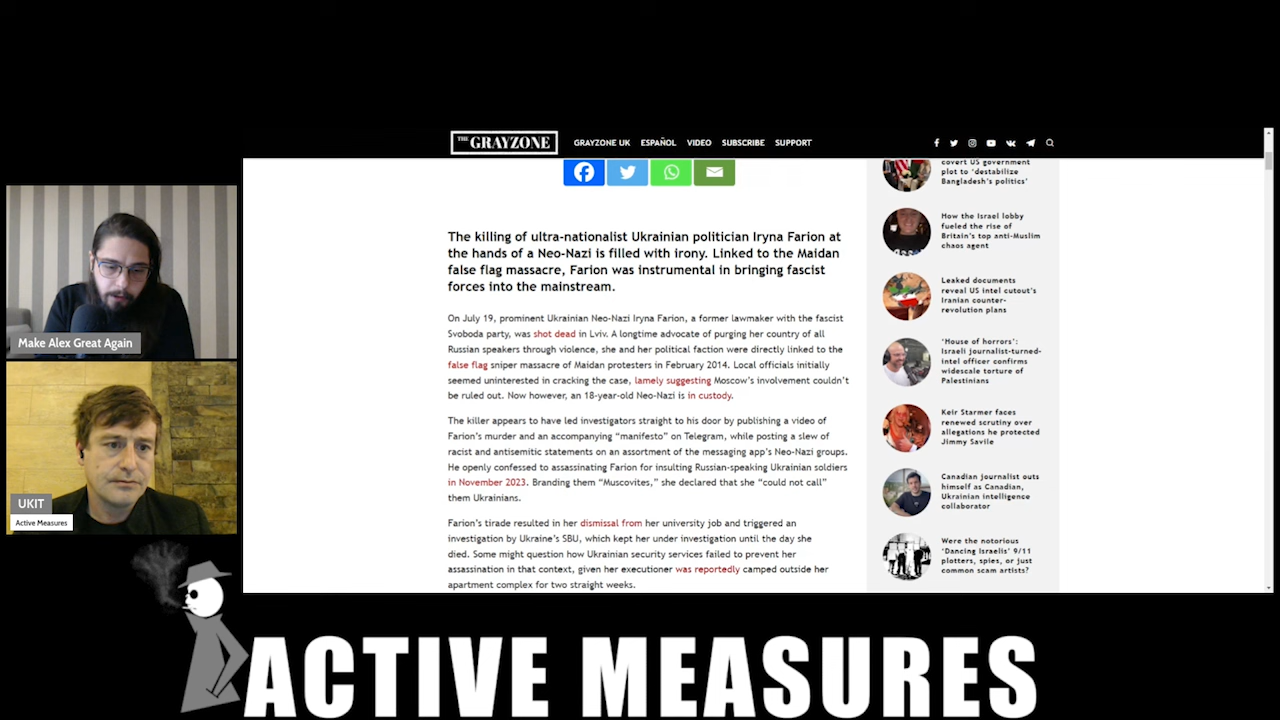 THE GRAYZONE
GRAYZONE UK ESPAÑOL VIDEO SUBSCRIBE SUPPORT
The killing of ultra-nationalist Ukrainian politician Iryna Farion at
the hands of a Neo-Nazi is filled with irony. Linked to the Maidan
false flag massacre, Farion was instrumental in bringing fascist
forces into the mainstream.
On July 19, prominent Ukrainian Neo-Nazi Iryna Farion, a former lawmaker with the fascist
Svoboda party, was shot dead in Lviv. A longtime advocate of purging her country of all
Russian speakers through violence, she and her political faction were directly linked to the
false flag sniper massacre of Maidan protesters in February 2014. Local officials initially
seemed uninterested in cracking the case, lamely suggesting Moscow's involvement couldn't
be ruled out. Now however, an 18-year-old Neo-Nazi is in custody.
The killer appears to have led investigators straight to his door by publishing a video of
Farion's murder and an accompanying “manifesto” on Telegram, while posting a slew of
racist and antisemitic statements on an assortment of the messaging app's Neo-Nazi groups.
He openly confessed to assassinating Farion for insulting Russian-speaking Ukrainian soldiers
in November 2023. Branding them “Muscovites,” she declared that she “could not call”
them Ukrainians.
Farion's tirade resulted in her dismissal from her university job and triggered an
investigation by Ukraine's SBU, which kept her under investigation until the day she
died. Some might question how Ukrainian security services failed to prevent her
assassination in that context, given her executioner was reportedly camped outside her
apartment complex for two straight weeks.
covert US government
plot to ‘destabilize
Bangladesh's politics’
How the Israel lobby
fueled the rise of
Britain's top anti-Muslim
chaos agent
Leaked documents
reveal US intel cutout's
Iranian counter-
revolution plans
‘House of horrors’:
Israeli journalist-turned-
intel officer confirms
widescale torture of
Palestinians
Keir Starmer faces
renewed scrutiny over
allegations he protected
Jimmy Savile
Canadian journalist outs
himself as Canadian,
Ukrainian intelligence
collaborator
Were the notorious
‘Dancing Israelis’ 9/11
plotters, spies, or just
common scam artists?
Make Alex Great Again
UKIT
Active Measures
ACTIVE MEASURES